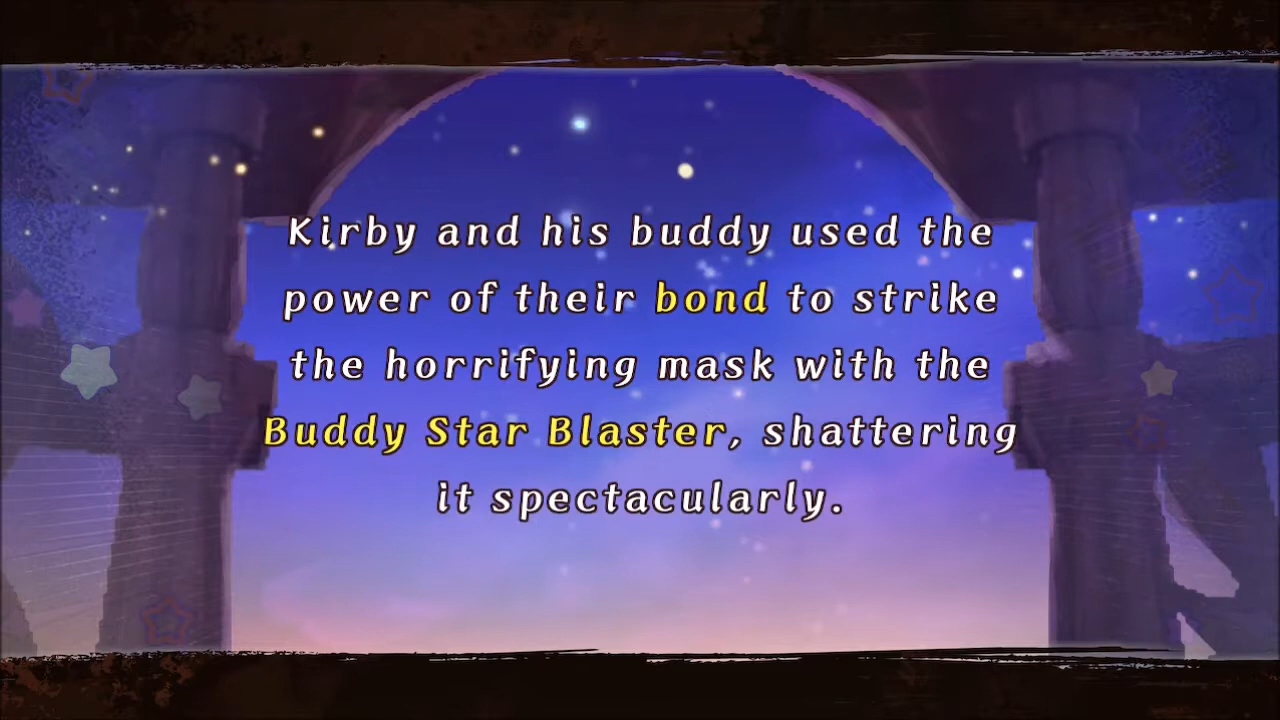 Kirby and his buddy used the
power of their bond to strike
the horrifying mask with the
Buddy Star Blaster, shattering
it spectacularly.